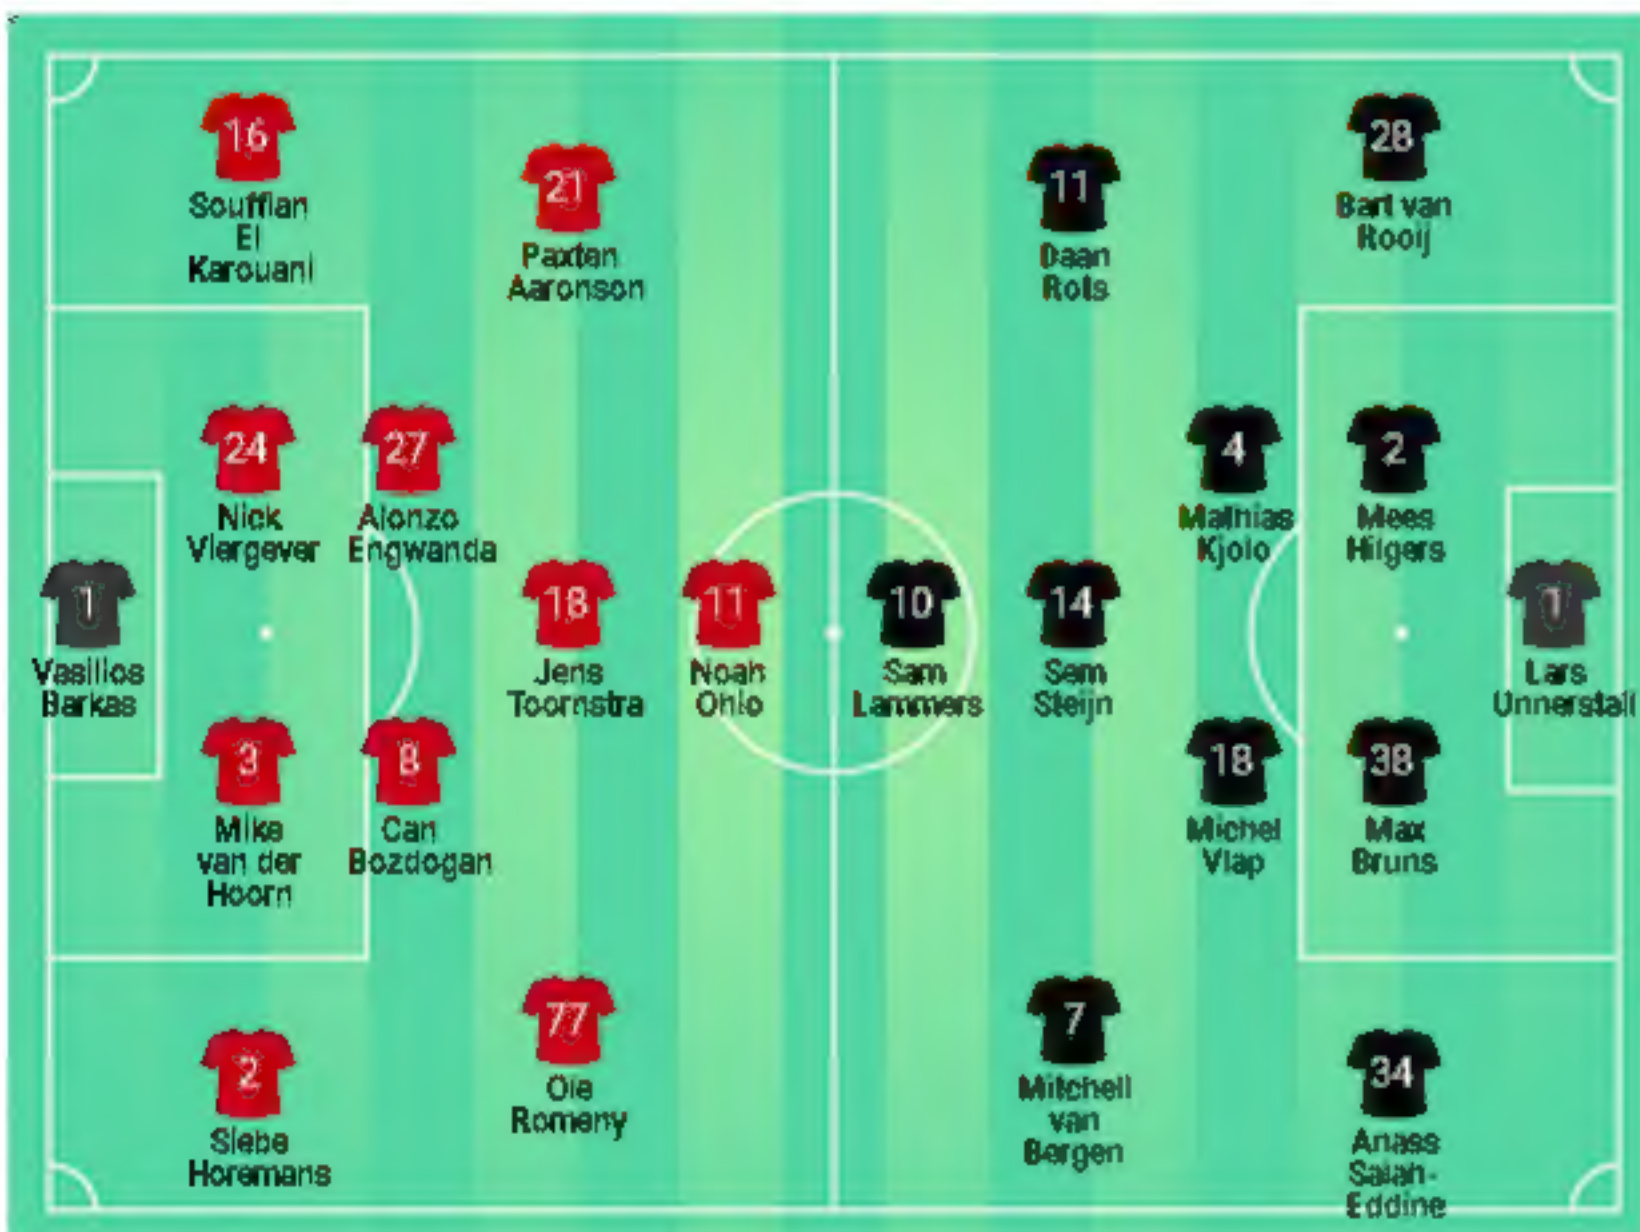 16
Souffian
El
Karouani
21
Paxten
Aaronson
11
Daan
Rots
28
Bart van
Rooij
24
Nick
Viergever
27
Alonzo
Engwanda
4
Mathias
Kjolo
2
Mees
Hilgers
1
Vasilios
Barkas
18
Jens
Toornstra
11
Noah
Ohio
10
Sam
Lammers
14
Sem
Steijn
1
Lars
Unnerstall
3
Mike
van der
Hoorn
8
Can
Bozdogan
18
Michel
Vlap
38
Max
Bruns
77
Ole
Romeny
7
Mitchell
van
Bergen
2
Siebe
Horemans
34
Anass
Salah-
Eddine